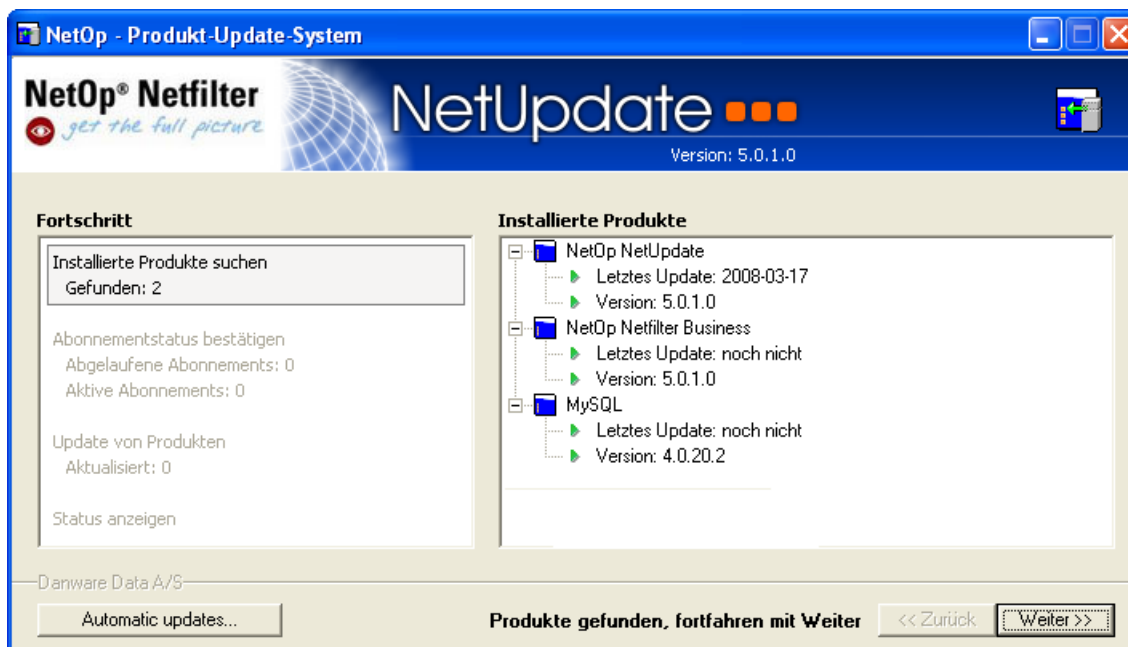 NetOp - Produkt-Update-System
NetOp® Netfilter
get the full picture
NetUpdate
Version: 5.0.1.0
Fortschritt
Installierte Produkte suchen
Gefunden: 2
Abonnementstatus bestätigen
Abgelaufene Abonnements: 0
Aktive Abonnements: 0
Update von Produkten
Aktualisiert: 0
Status anzeigen
Installierte Produkte
NetOp NetUpdate
Letztes Update: 2008-03-17
Version: 5.0.1.0
NetOp Netfilter Business
Letztes Update: noch nicht
Version: 5.0.1.0
MySQL
Letztes Update: noch nicht
Version: 4.0.20.2
Danware Data A/S
Automatic updates...
Produkte gefunden, fortfahren mit Weiter
<< Zurück
Weiter >>